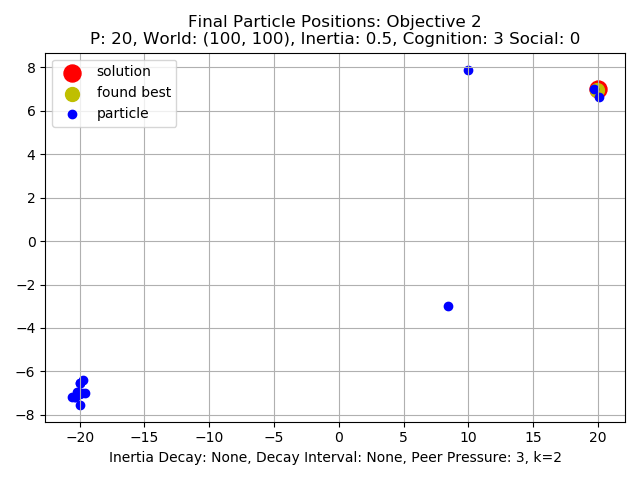 Final Particle Positions: Objective 2
P: 20, World: (100, 100), Inertia: 0.5, Cognition: 3 Social: 0
solution
found best
particle
8
6
4
2
0
−2
−4
−6
−8
−20 −15 −10 −5 0 5 10 15 20
Inertia Decay: None, Decay Interval: None, Peer Pressure: 3, k=2